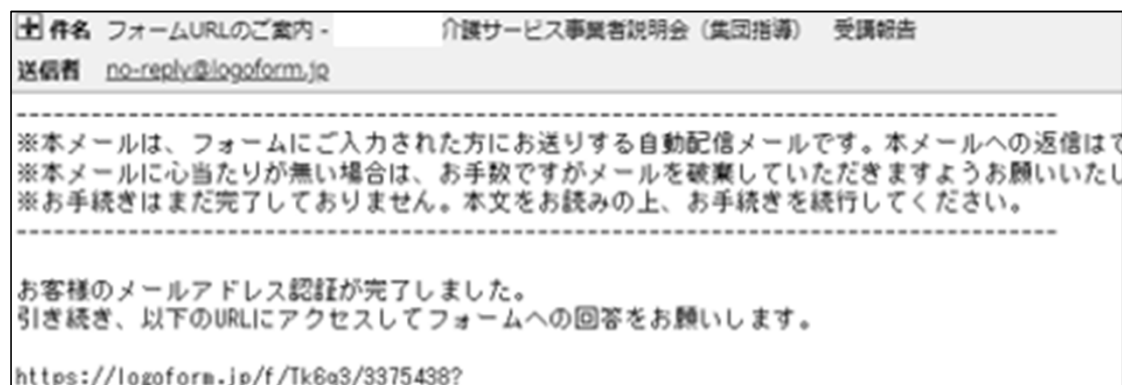 件名 フォームURLのご案内 - 介護サービス事業者説明会（集団指導） 受講報告
送信者 no-reply@logoform.jp
※本メールは、フォームにご入力された方にお送りする自動配信メールです。本メールへの返信はで
※本メールに心当たりが無い場合は、お手数ですがメールを破棄していただきますようお願いいたし
※お手続きはまだ完了しておりません。本文をお読みの上、お手続きを続行してください。
お客様のメールアドレス認証が完了しました。
引き続き、以下のURLにアクセスしてフォームへの回答をお願いします。
https://logoform.jp/f/Tk6q3/3375438?